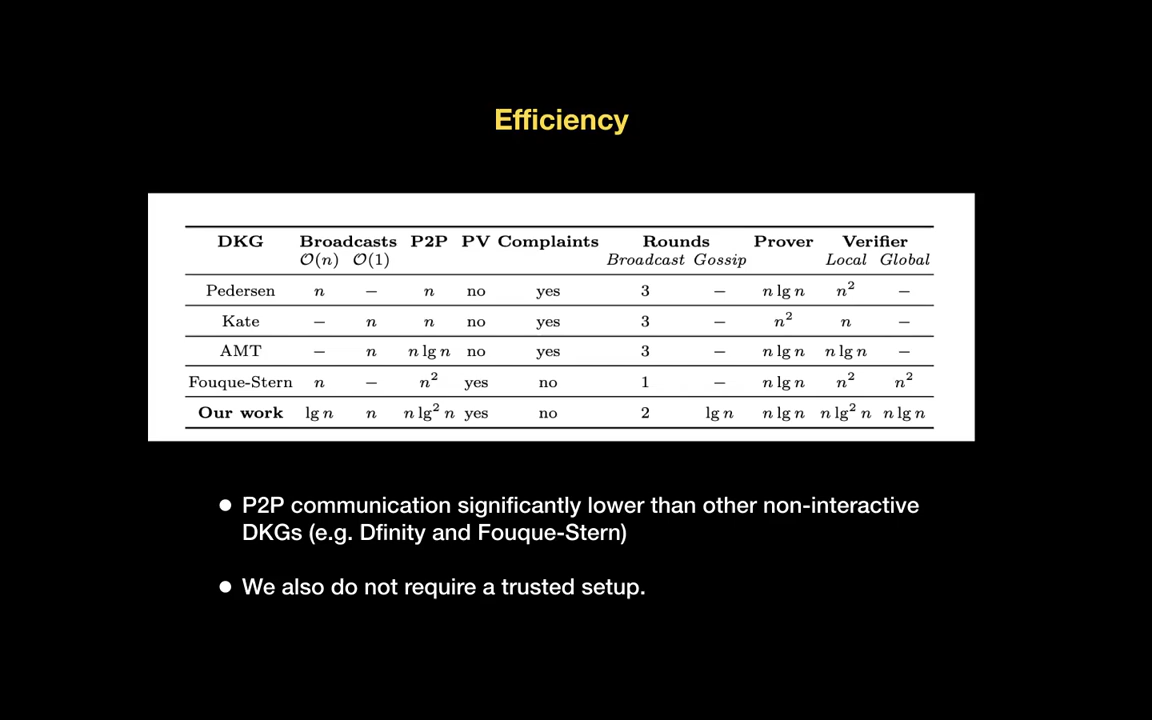 Efficiency
DKG Broadcasts P2P PV Complaints Rounds Prover Verifier
O(n) O(1) Broadcast Gossip Local Global
Pedersen n – n no yes 3 – n lg n n² –
Kate – n n no yes 3 – n² n –
AMT – n n lg n no yes 3 – n lg n n lg n –
Fouque-Stern n – n² yes no 1 – n lg n n² n²
Our work lg n n n lg² n yes no 2 lg n n lg n n lg² n n lg n
● P2P communication significantly lower than other non-interactive
DKGs (e.g. Dfinity and Fouque-Stern)
● We also do not require a trusted setup.